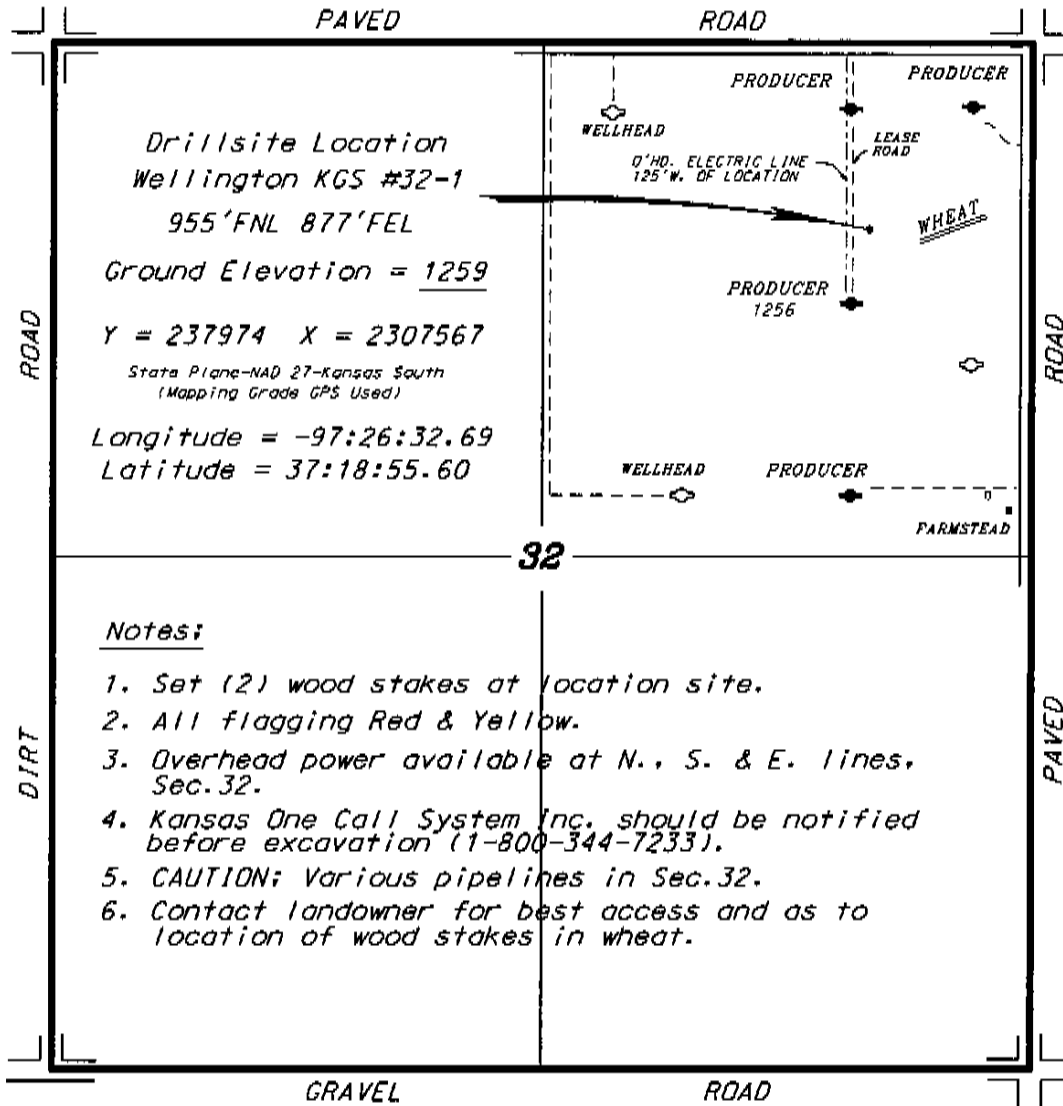 PAVED ROAD
Drillsite Location
Wellington KGS #32-1
955'FNL 877'FEL
Ground Elevation = 1259
Y = 237974 X = 2307567
State Plane-NAD 27-Kansas South
(Mapping Grade GPS Used)
Longitude = -97:26:32.69
Latitude = 37:18:55.60
WELLHEAD
PRODUCER
PRODUCER
O'HD. ELECTRIC LINE
125'W. OF LOCATION
LEASE
ROAD
WHEAT
PRODUCER
1256
WELLHEAD
PRODUCER
FARMSTEAD
32
Notes:
1. Set (2) wood stakes at location site.
2. All flagging Red & Yellow.
3. Overhead power available at N., S. & E. lines,
Sec.32.
4. Kansas One Call System Inc. should be notified
before excavation (1-800-344-7233).
5. CAUTION: Various pipelines in Sec.32.
6. Contact landowner for best access and as to
location of wood stakes in wheat.
DIRT ROAD
PAVED ROAD
GRAVEL ROAD